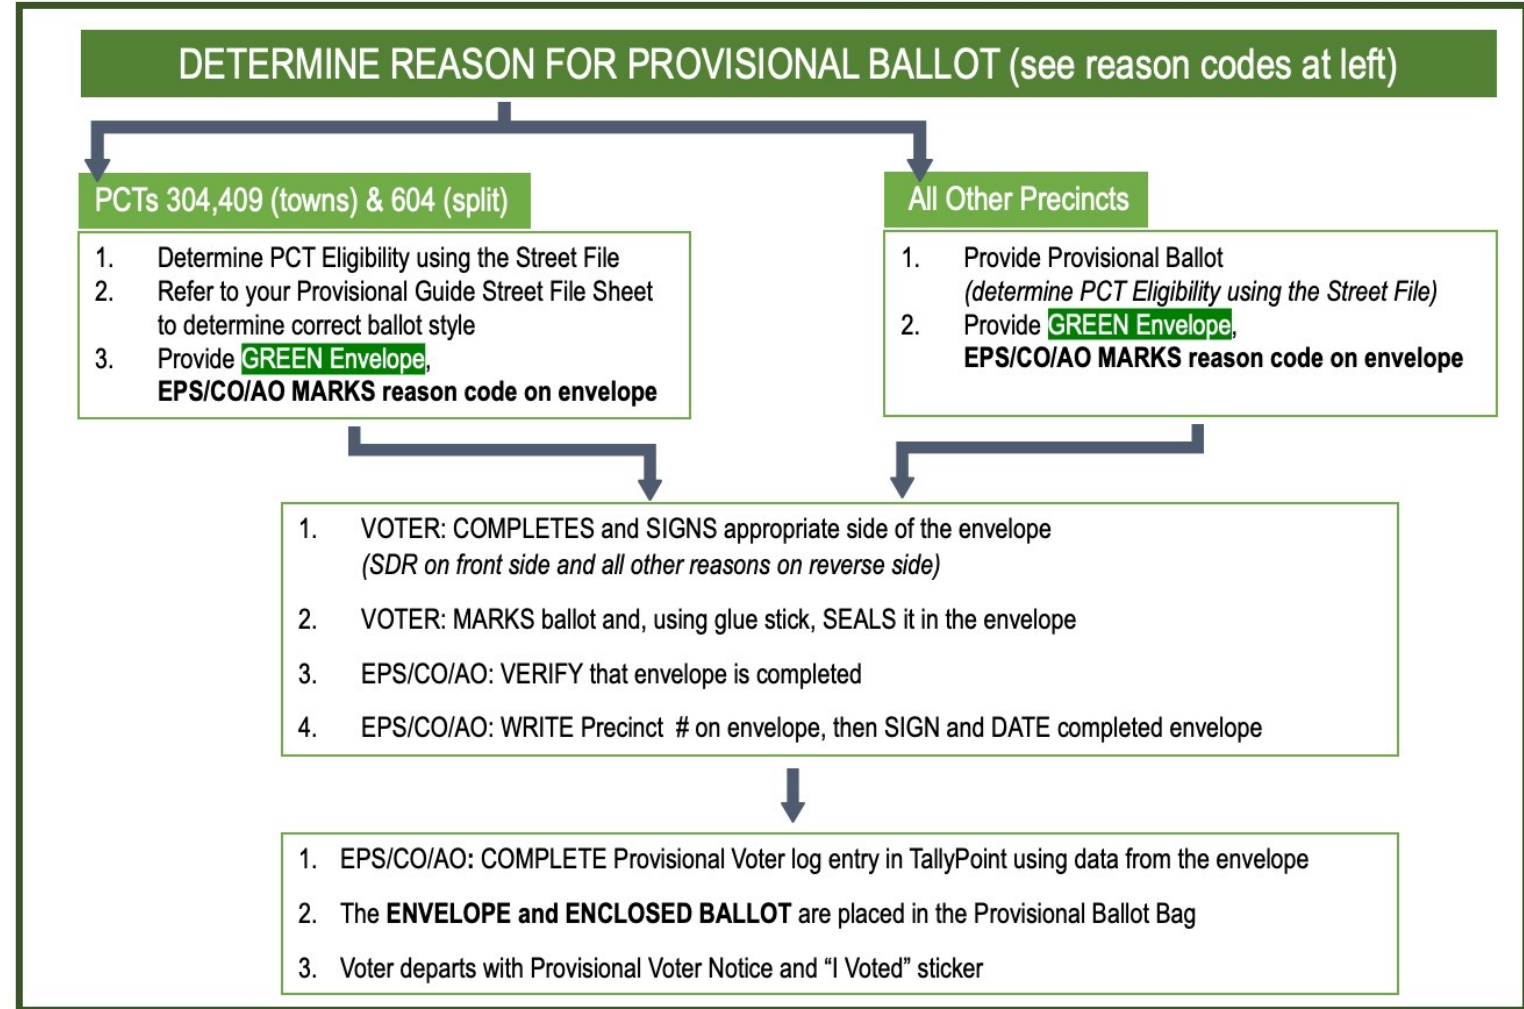 DETERMINE REASON FOR PROVISIONAL BALLOT (see reason codes at left)
PCTs 304,409 (towns) & 604 (split)
1. Determine PCT Eligibility using the Street File
2. Refer to your Provisional Guide Street File Sheet
to determine correct ballot style
3. Provide GREEN Envelope,
EPS/CO/AO MARKS reason code on envelope
All Other Precincts
1. Provide Provisional Ballot
(determine PCT Eligibility using the Street File)
2. Provide GREEN Envelope,
EPS/CO/AO MARKS reason code on envelope
1. VOTER: COMPLETES and SIGNS appropriate side of the envelope
(SDR on front side and all other reasons on reverse side)
2. VOTER: MARKS ballot and, using glue stick, SEALS it in the envelope
3. EPS/CO/AO: VERIFY that envelope is completed
4. EPS/CO/AO: WRITE Precinct # on envelope, then SIGN and DATE completed envelope
1. EPS/CO/AO: COMPLETE Provisional Voter log entry in TallyPoint using data from the envelope
2. The ENVELOPE and ENCLOSED BALLOT are placed in the Provisional Ballot Bag
3. Voter departs with Provisional Voter Notice and “I Voted” sticker